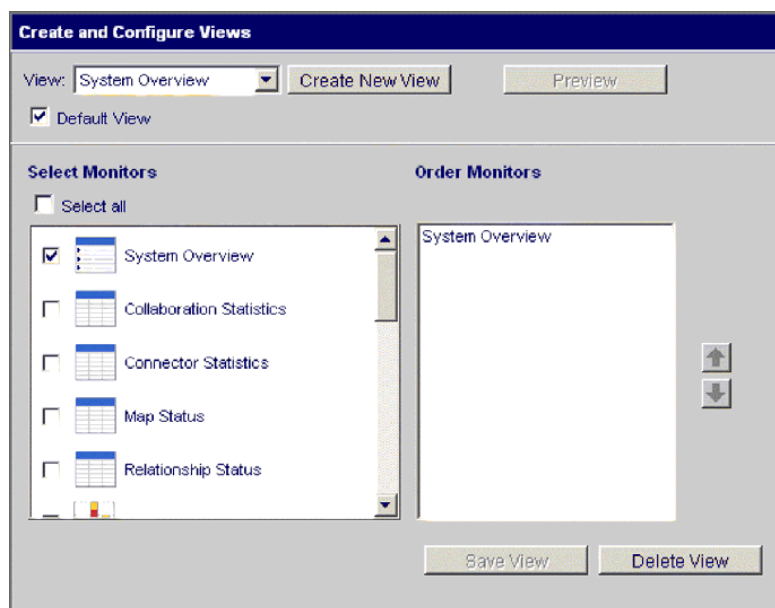 Create and Configure Views
View: System Overview Create New View Preview
Default View
Select Monitors Order Monitors
Select all
System Overview System Overview
Collaboration Statistics
Connector Statistics
Map Status
Relationship Status
Save View Delete View